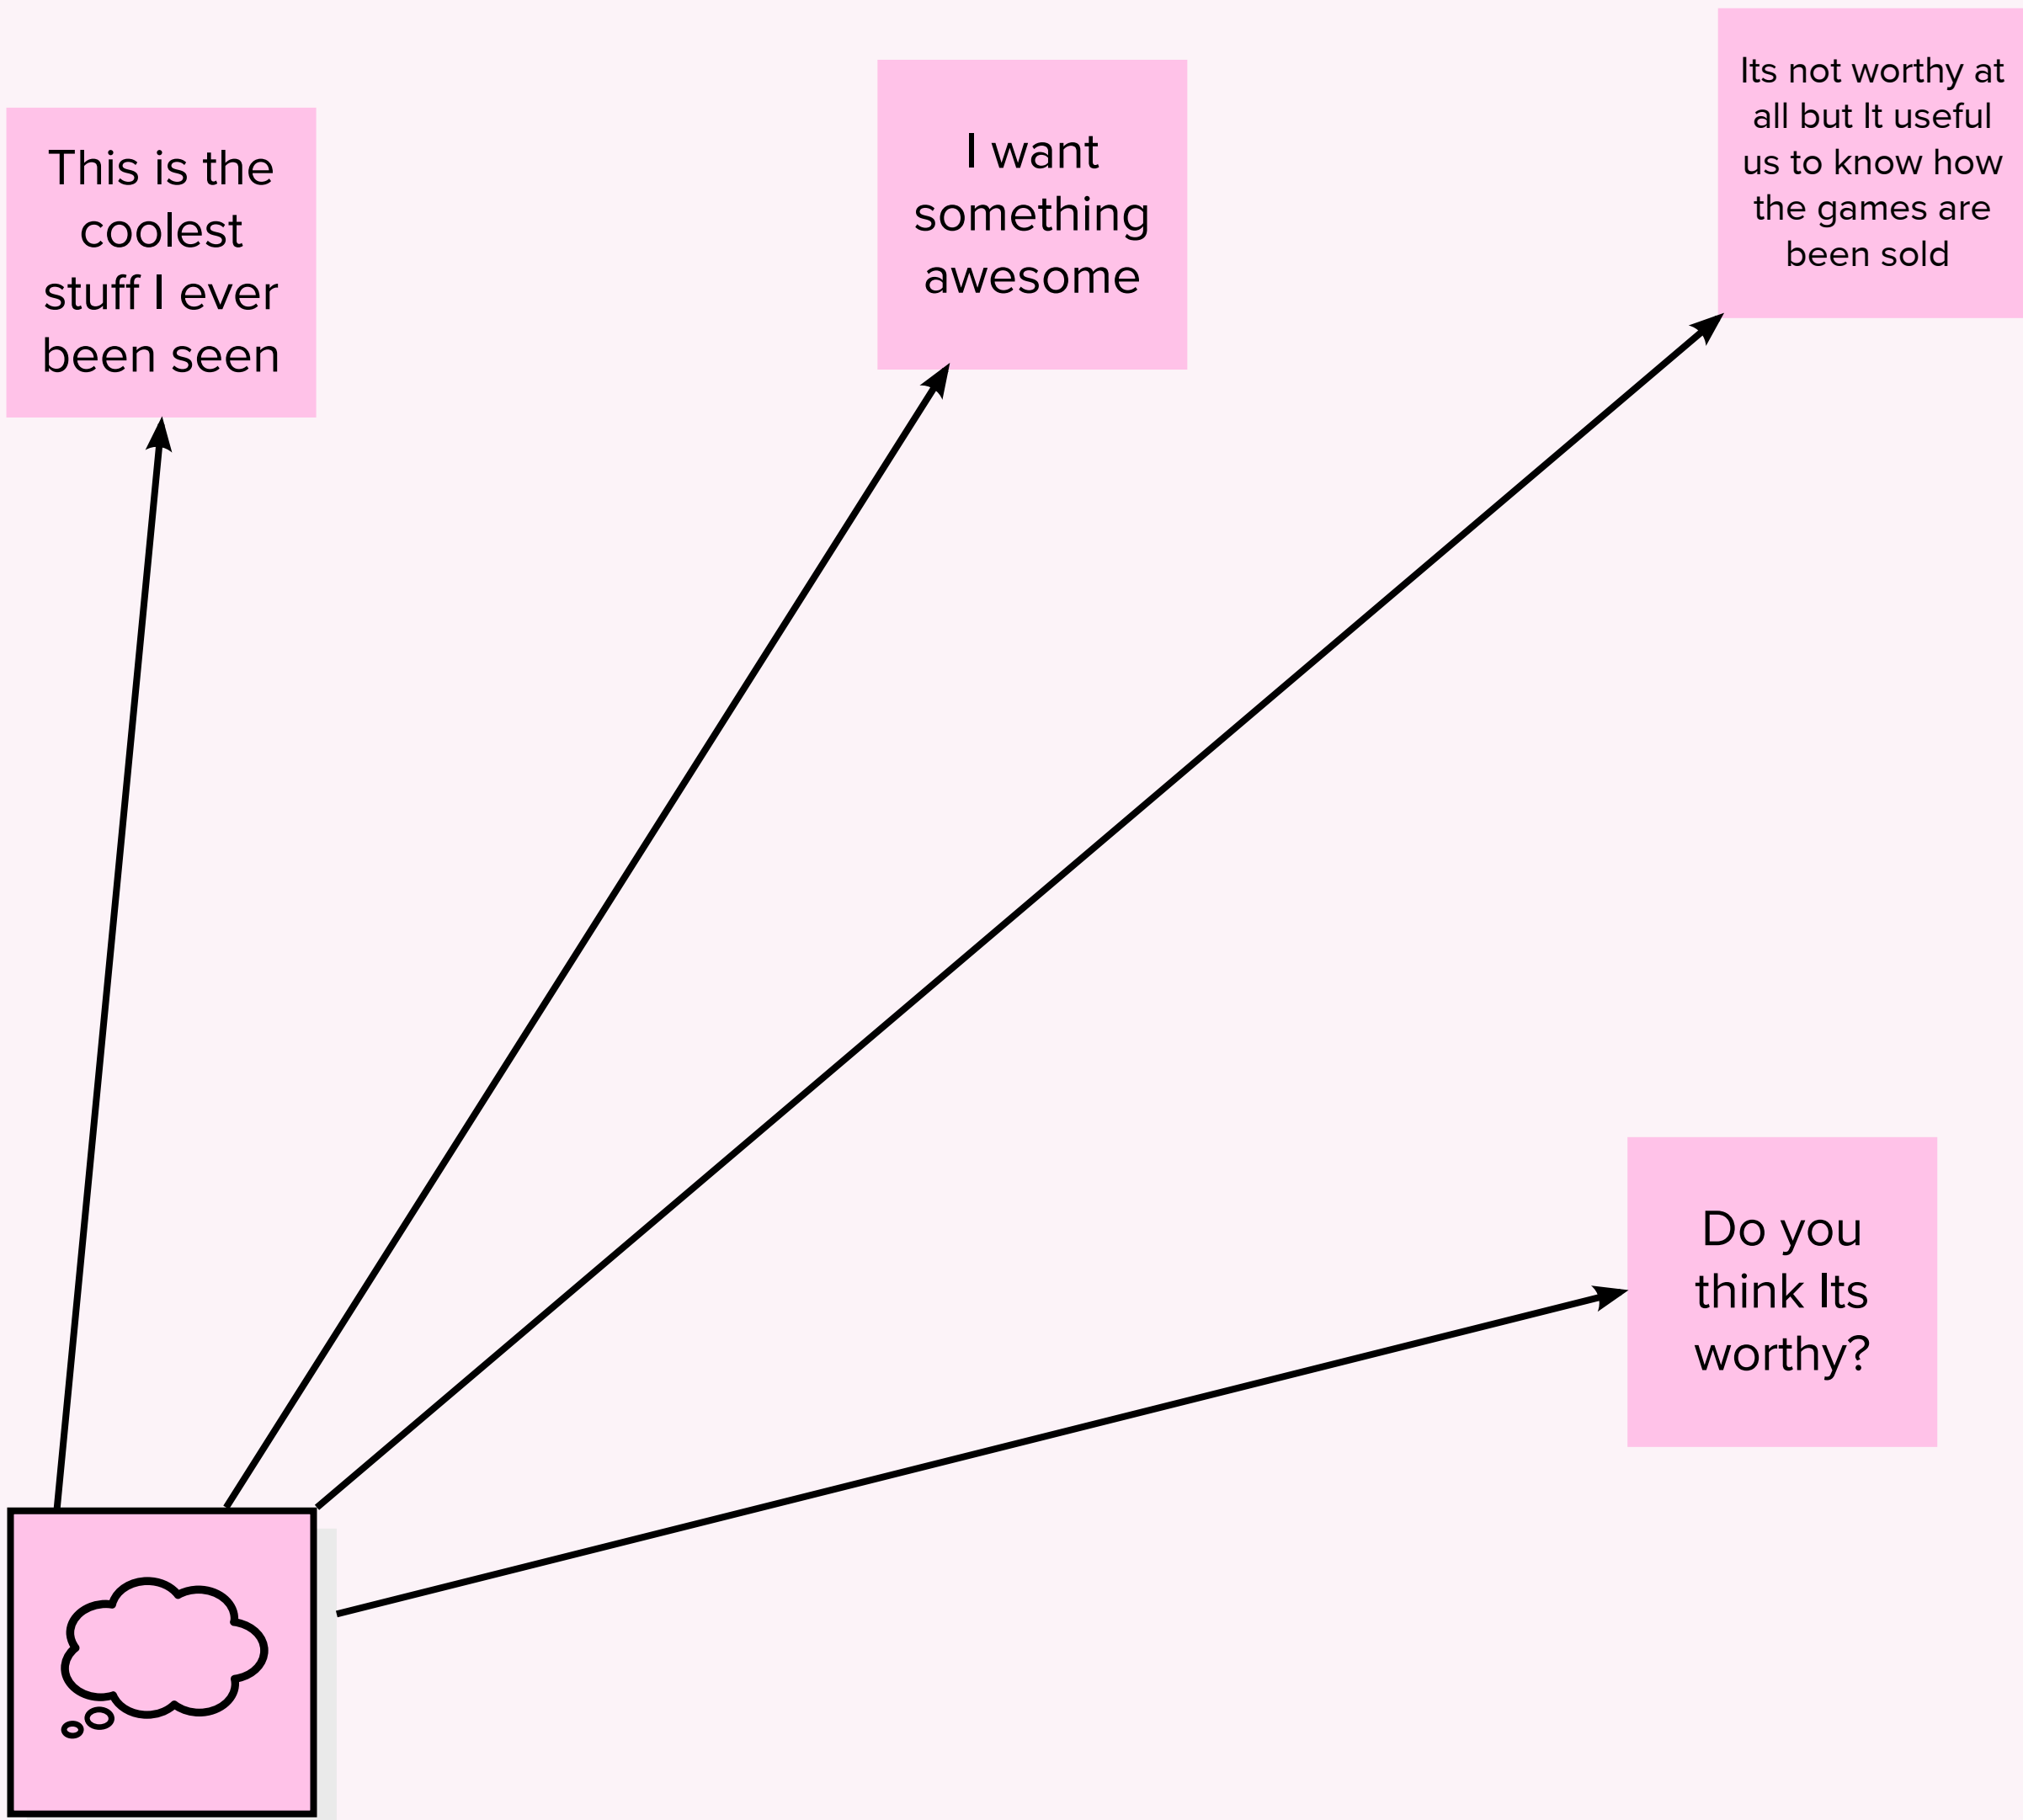 This is the
coolest
stuff I ever
been seen
I want
something
awesome
Its not worthy at
all but It useful
us to know how
the games are
been sold
Do you
think Its
worthy?